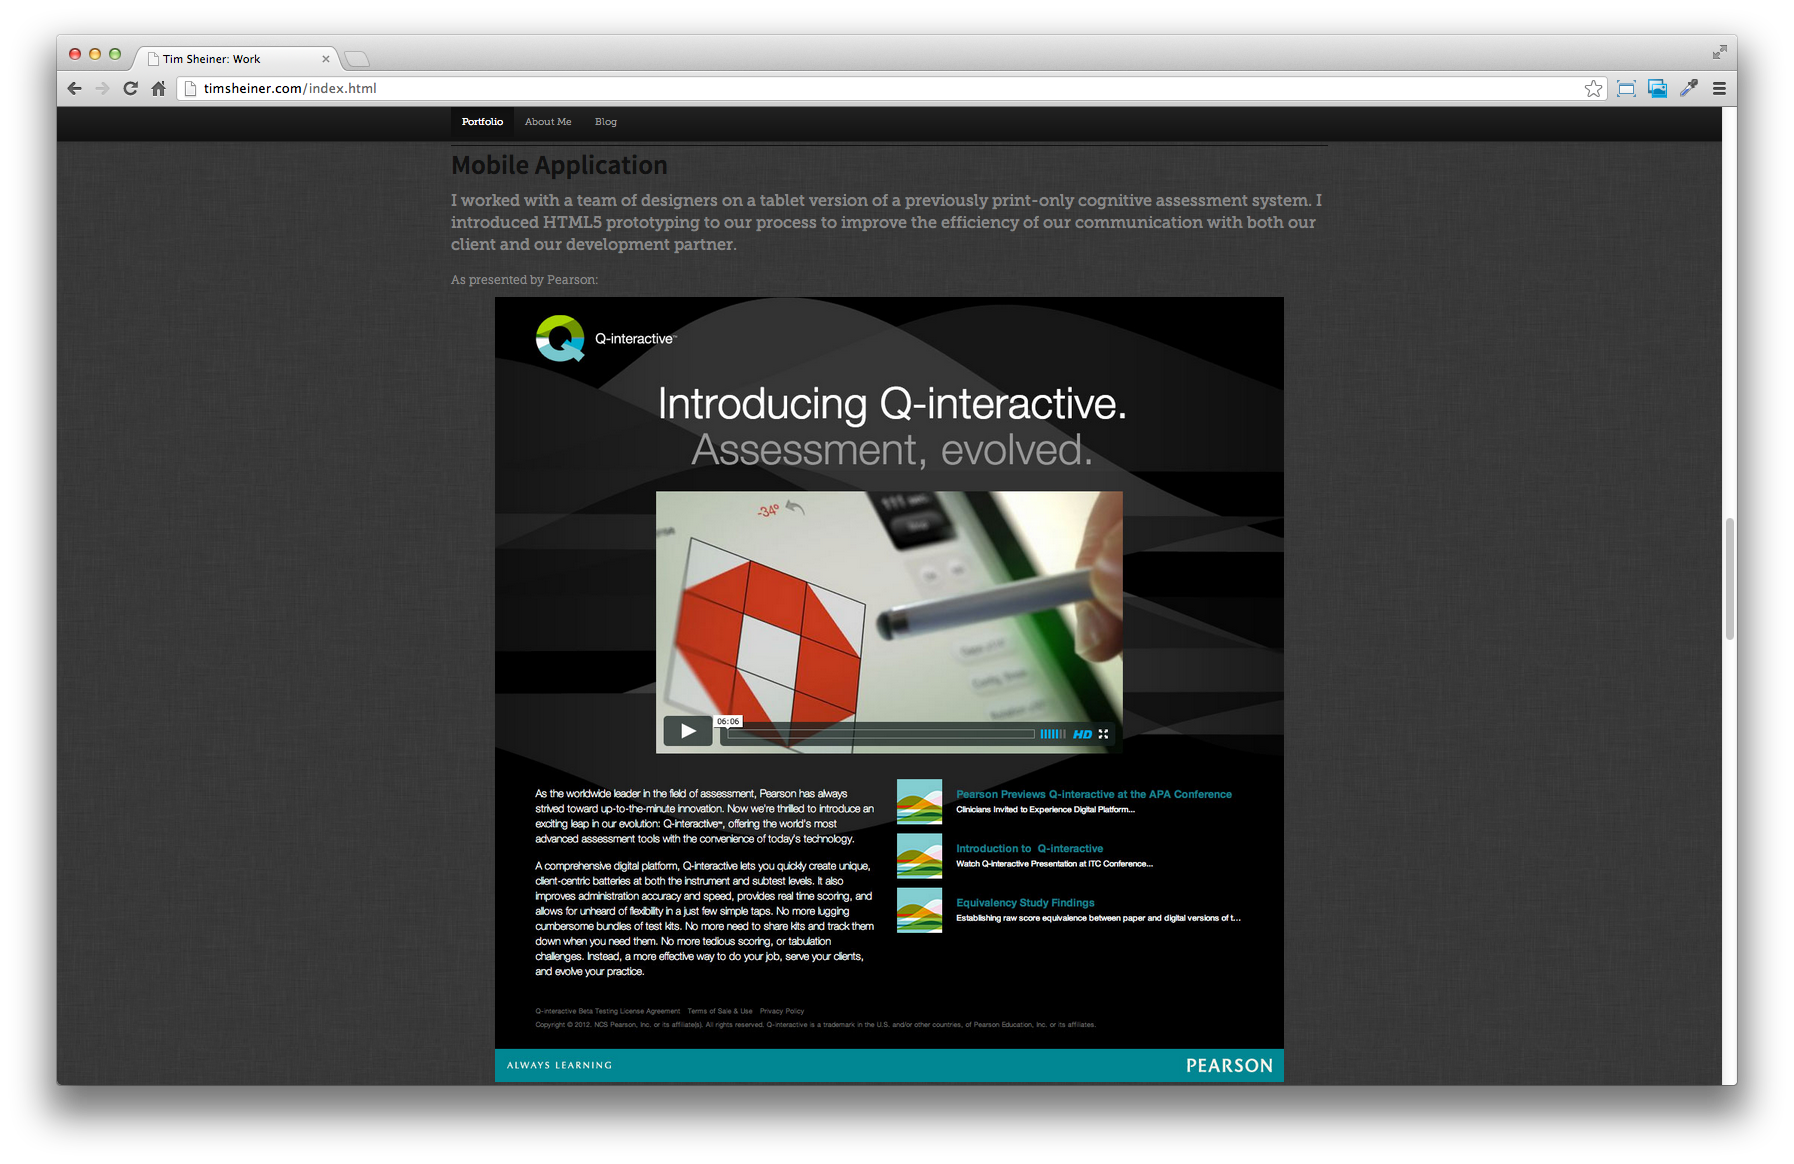 Tim Sheiner: Work
timsheiner.com/index.html
Portfolio About Me Blog
Mobile Application
I worked with a team of designers on a tablet version of a previously print-only cognitive assessment system. I
introduced HTML5 prototyping to our process to improve the efficiency of our communication with both our
client and our development partner.
As presented by Pearson:
Q-interactive™
Introducing Q-interactive.
Assessment, evolved.
-34°
06:06
HD
As the worldwide leader in the field of assessment, Pearson has always
strived toward up-to-the-minute innovation. Now we're thrilled to introduce an
exciting leap in our evolution: Q-interactive™, offering the world's most
advanced assessment tools with the convenience of today's technology.
A comprehensive digital platform, Q-interactive lets you quickly create unique,
client-centric batteries at both the instrument and subtest levels. It also
improves administration accuracy and speed, provides real time scoring, and
allows for unheard of flexibility in a just few simple taps. No more lugging
cumbersome bundles of test kits. No more need to share kits and track them
down when you need them. No more tedious scoring, or tabulation
challenges. Instead, a more effective way to do your job, serve your clients,
and evolve your practice.
Pearson Previews Q-interactive at the APA Conference
Clinicians Invited to Experience Digital Platform...
Introduction to Q-interactive
Watch Q-Interactive Presentation at ITC Conference...
Equivalency Study Findings
Establishing raw score equivalence between paper and digital versions of t...
Q-interactive Beta Testing License Agreement Terms of Sale & Use Privacy Policy
Copyright © 2012. NCS Pearson, Inc. or its affiliate(s). All rights reserved. Q-interactive is a trademark in the U.S. and/or other countries, of Pearson Education, Inc. or its affiliates.
ALWAYS LEARNING
PEARSON